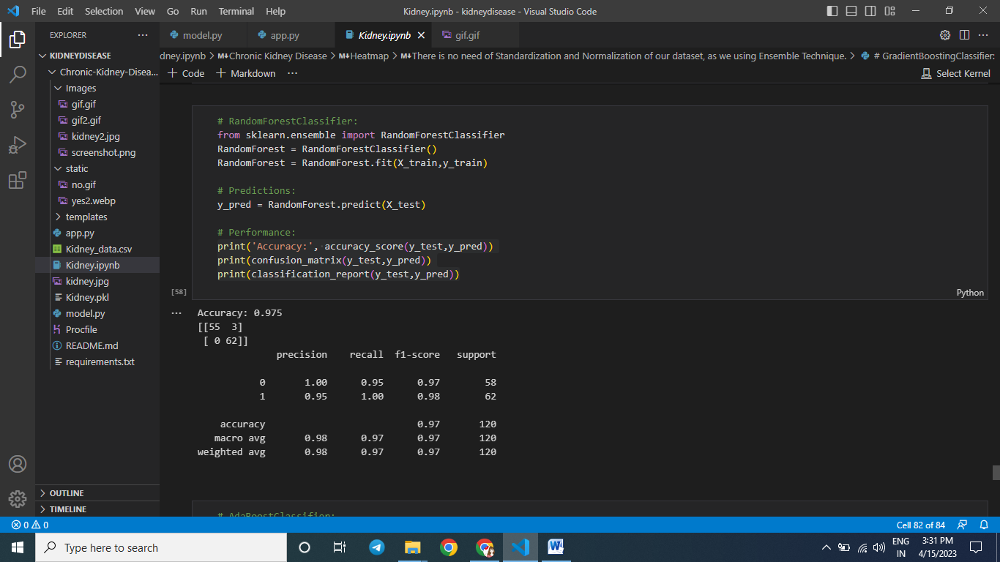 File Edit Selection View Go Run Terminal Help Kidney.ipynb - kidneydisease - Visual Studio Code
EXPLORER ···
model.py app.py Kidney.ipynb gif.gif
KIDNEYDISEASE
dney.ipynb > M↓Chronic Kidney Disease > M↓Heatmap > M↓There is no need of Standardization and Normalization of our dataset, as we using Ensemble Technique. > # GradientBoostingClassifier:
+ Code + Markdown ··· Select Kernel
Chronic-Kidney-Disea...
Images
gif.gif
gif2.gif
kidney2.jpg
screenshot.png
static
no.gif
yes2.webp
templates
app.py
Kidney_data.csv
Kidney.ipynb
kidney.jpg
Kidney.pkl
model.py
Procfile
README.md
requirements.txt
OUTLINE
TIMELINE
# RandomForestClassifier:
from sklearn.ensemble import RandomForestClassifier
RandomForest = RandomForestClassifier()
RandomForest = RandomForest.fit(X_train,y_train)
# Predictions:
y_pred = RandomForest.predict(X_test)
# Performance:
print('Accuracy:', accuracy_score(y_test,y_pred))
print(confusion_matrix(y_test,y_pred))
print(classification_report(y_test,y_pred))
[58] Python
··· Accuracy: 0.975
[[55  3]
 [ 0 62]]
precision recall f1-score support
0 1.00 0.95 0.97 58
1 0.95 1.00 0.98 62
accuracy 0.97 120
macro avg 0.98 0.97 0.97 120
weighted avg 0.98 0.97 0.97 120
# AdaBoostClassifier:
0 0 Cell 82 of 84
Type here to search
ENG
IN
3:31 PM
4/15/2023